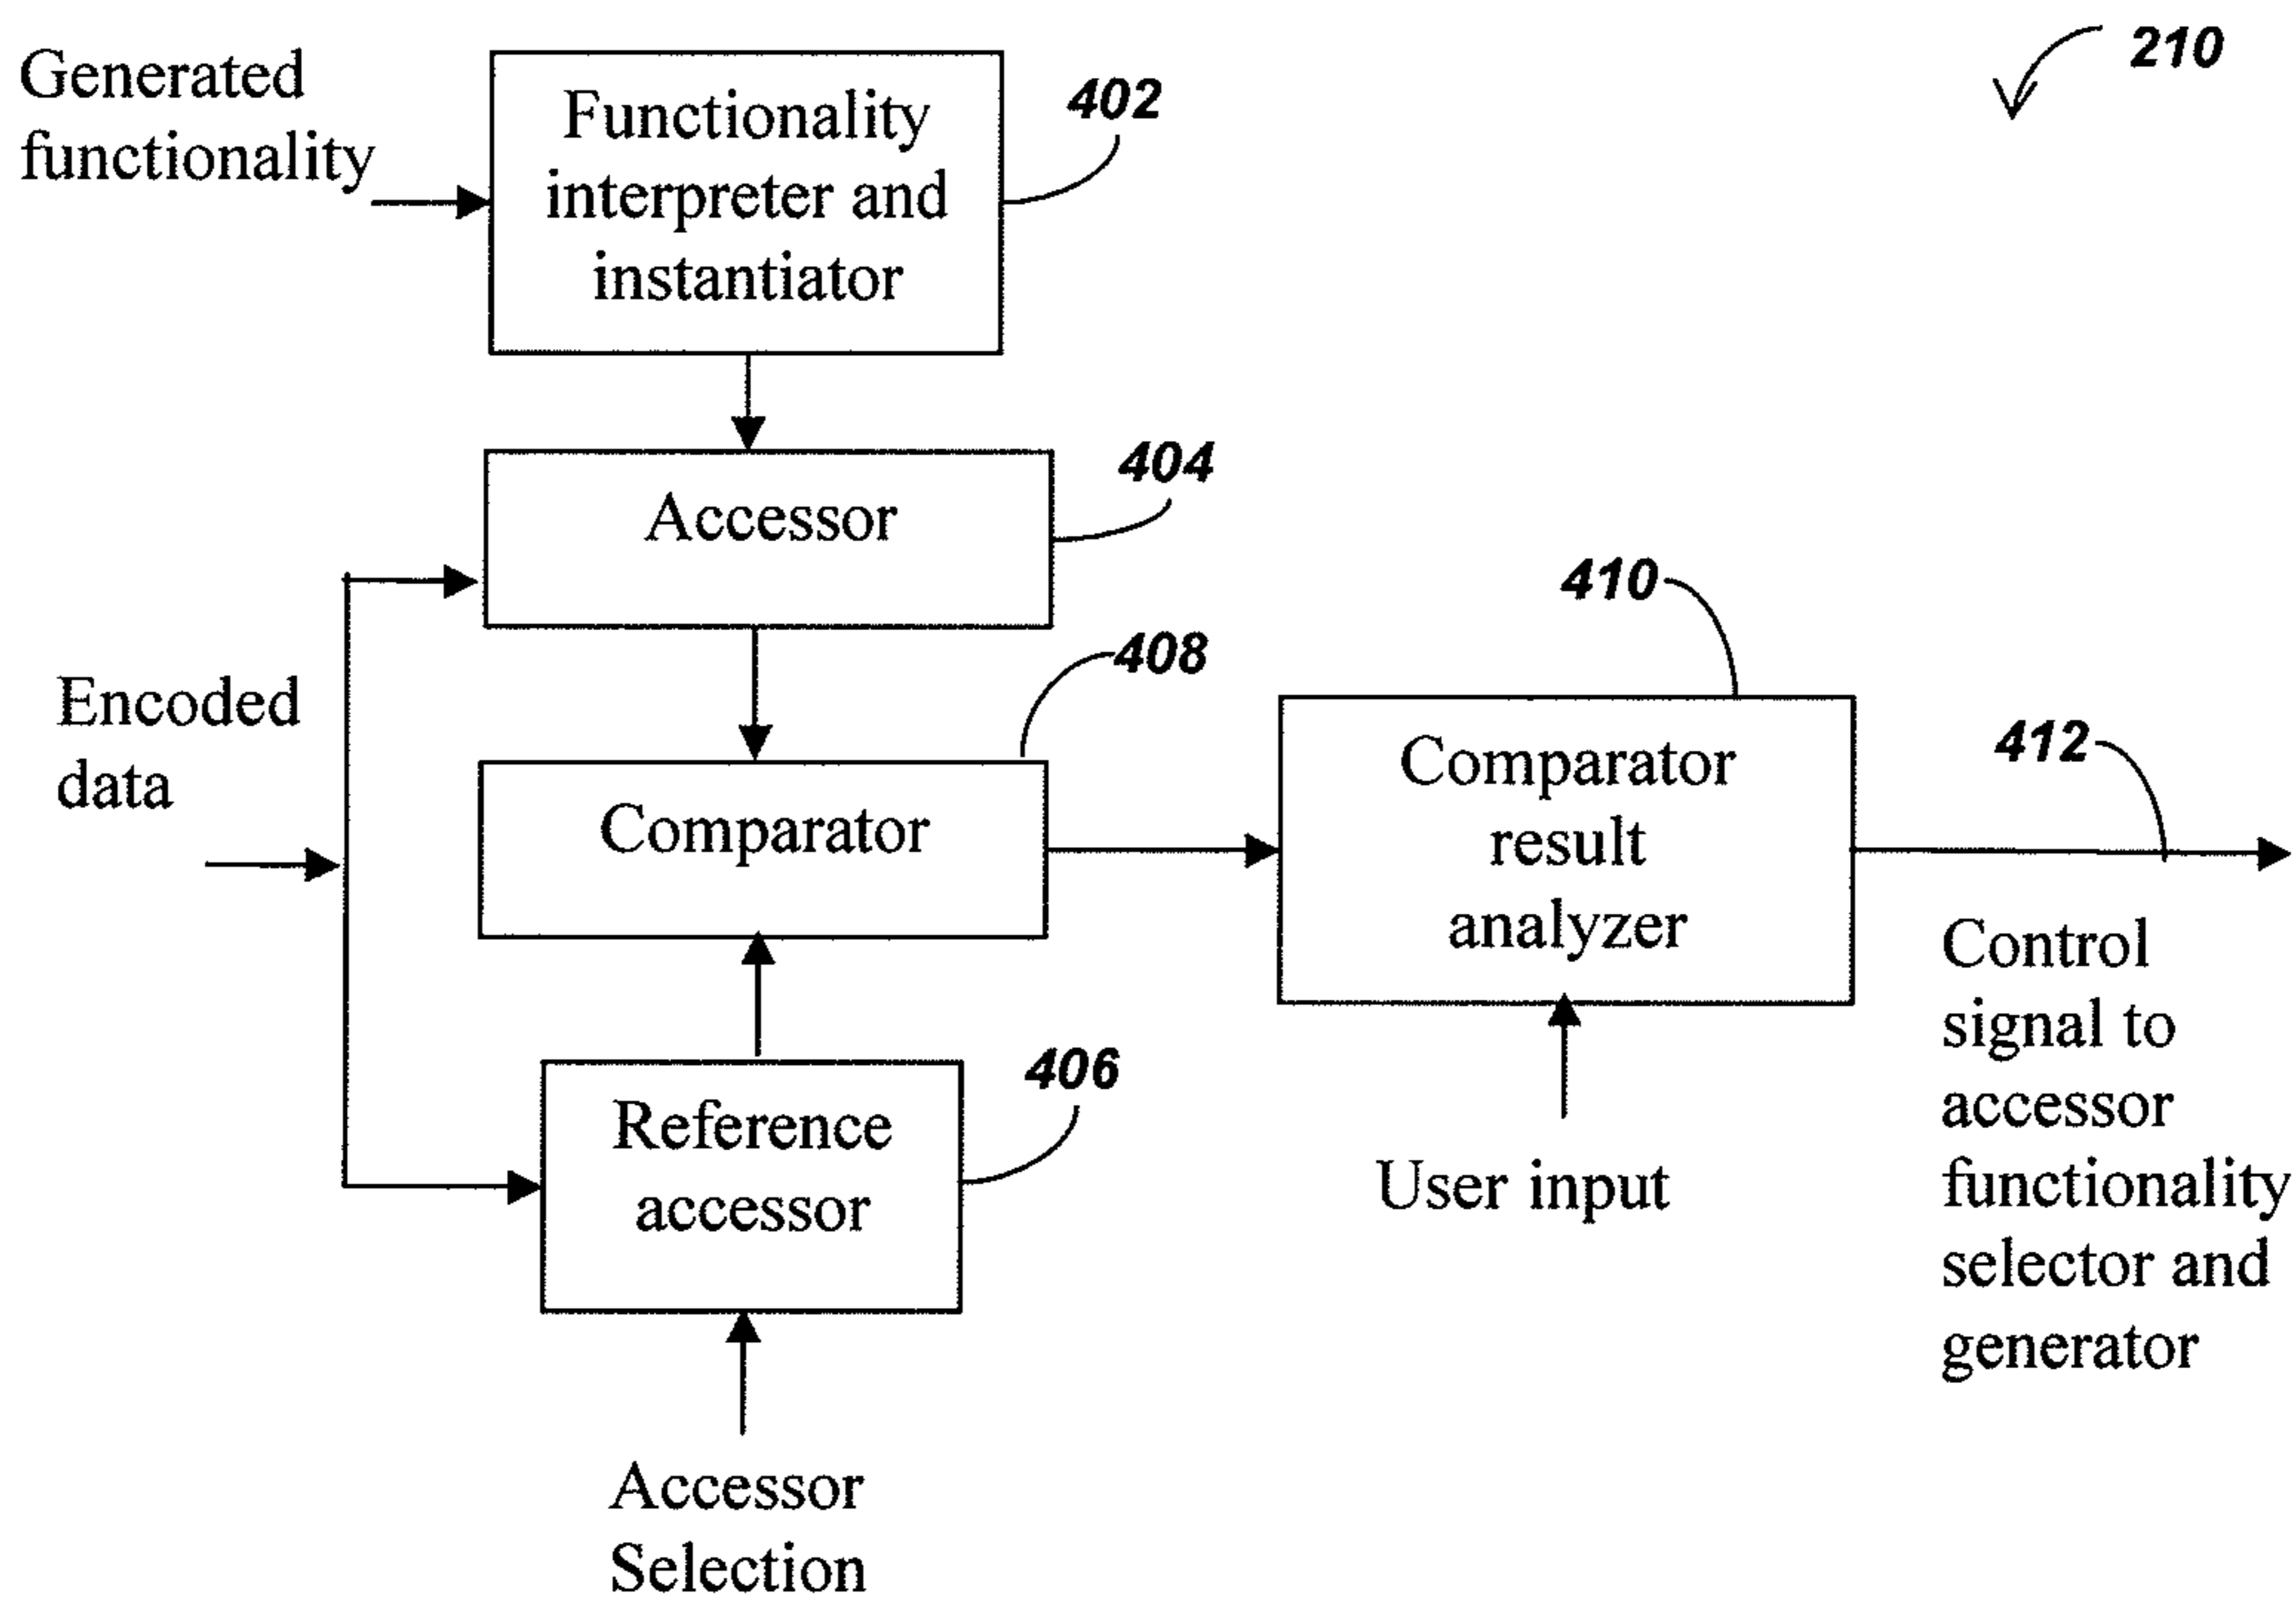 Generated
functionality
Functionality
interpreter and
instantiator
402
210
Accessor
404
Encoded
data
Comparator
408
Comparator
result
analyzer
410
412
Reference
accessor
406
User input
Control
signal to
accessor
functionality
selector and
generator
Accessor
Selection